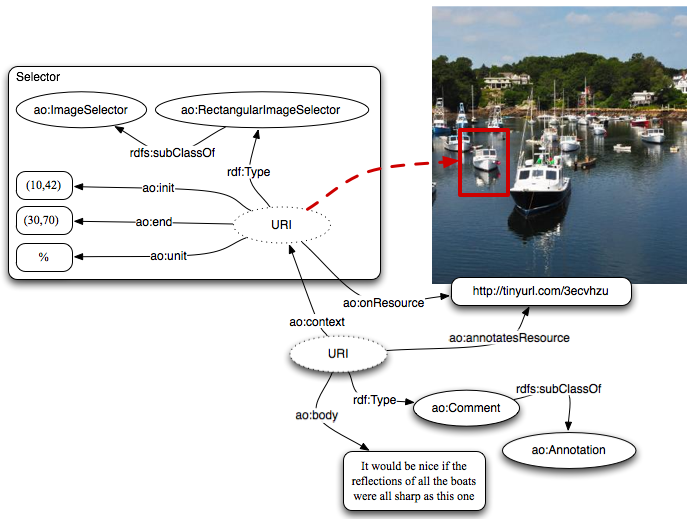 Selector
ao:ImageSelector
ao:RectangularImageSelector
rdfs:subClassOf
rdf:Type
(10,42)
ao:init
(30,70)
ao:end
URI
%
ao:unit
http://tinyurl.com/3ecvhzu
ao:onResource
ao:context
ao:annotatesResource
URI
rdfs:subClassOf
rdf:Type
ao:Comment
ao:body
ao:Annotation
It would be nice if the
reflections of all the boats
were all sharp as this one